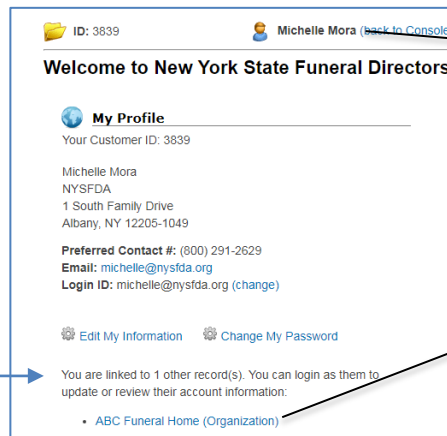 ID: 3839 Michelle Mora (back to Console
Welcome to New York State Funeral Directors
My Profile
Your Customer ID: 3839
Michelle Mora
NYSFDA
1 South Family Drive
Albany, NY 12205-1049
Preferred Contact #: (800) 291-2629
Email: michelle@nysfda.org
Login ID: michelle@nysfda.org (change)
Edit My Information Change My Password
You are linked to 1 other record(s). You can login as them to
update or review their account information:
• ABC Funeral Home (Organization)